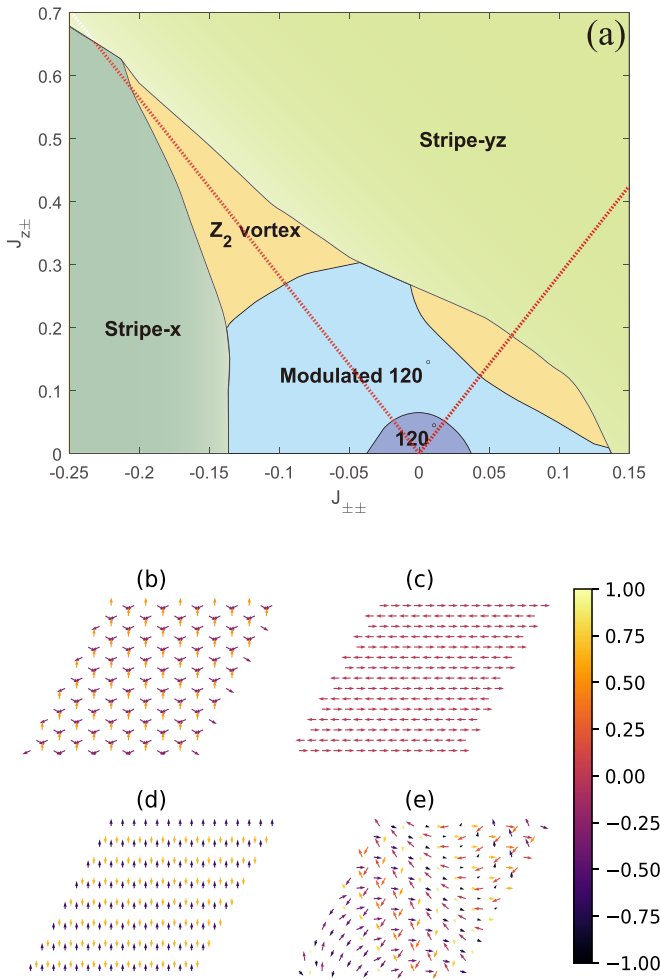 (a)
0.7
0.6
0.5
0.4
0.3
0.2
0.1
0
J_{z±}
Stripe-yz
Z_2 vortex
Stripe-x
Modulated 120°
120°
-0.25 -0.2 -0.15 -0.1 -0.05 0 0.05 0.1 0.15
J_{±±}
(b) (c)
(d) (e)
1.00
0.75
0.50
0.25
0.00
−0.25
−0.50
−0.75
−1.00